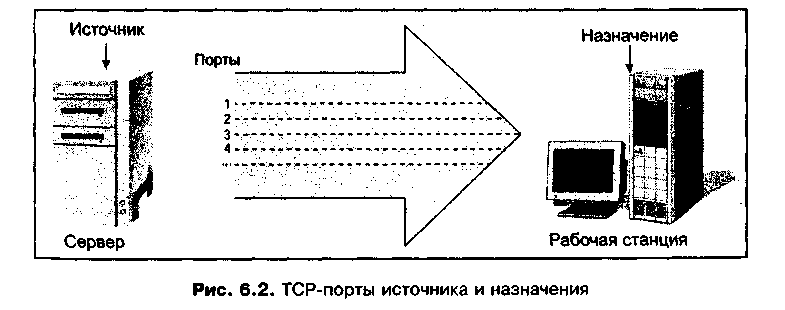 Источник
Назначение
Порты
1
2
3
4
...
Сервер
Рабочая станция
Рис. 6.2. TCP-порты источника и назначения